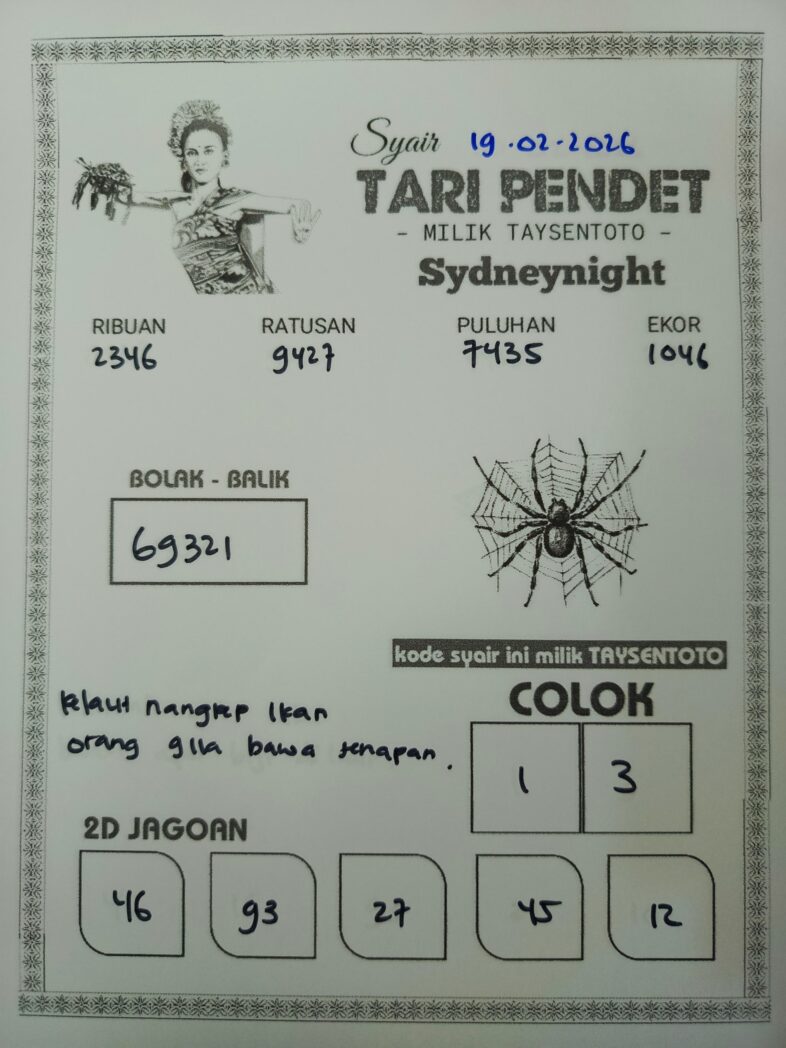 Syair 19.02-2026
TARI PENDET
- MILIK TAYSENTOTO -
Sydneynight
RIBUAN RATUSAN PULUHAN EKOR
2346 9427 7435 1046
BOLAK - BALIK
69321
kode syair ini milik TAYSENTOTO
COLOK
1 3
kelaut nangkep ikan
orang gila bawa senapan.
2D JAGOAN
46 93 27 45 12